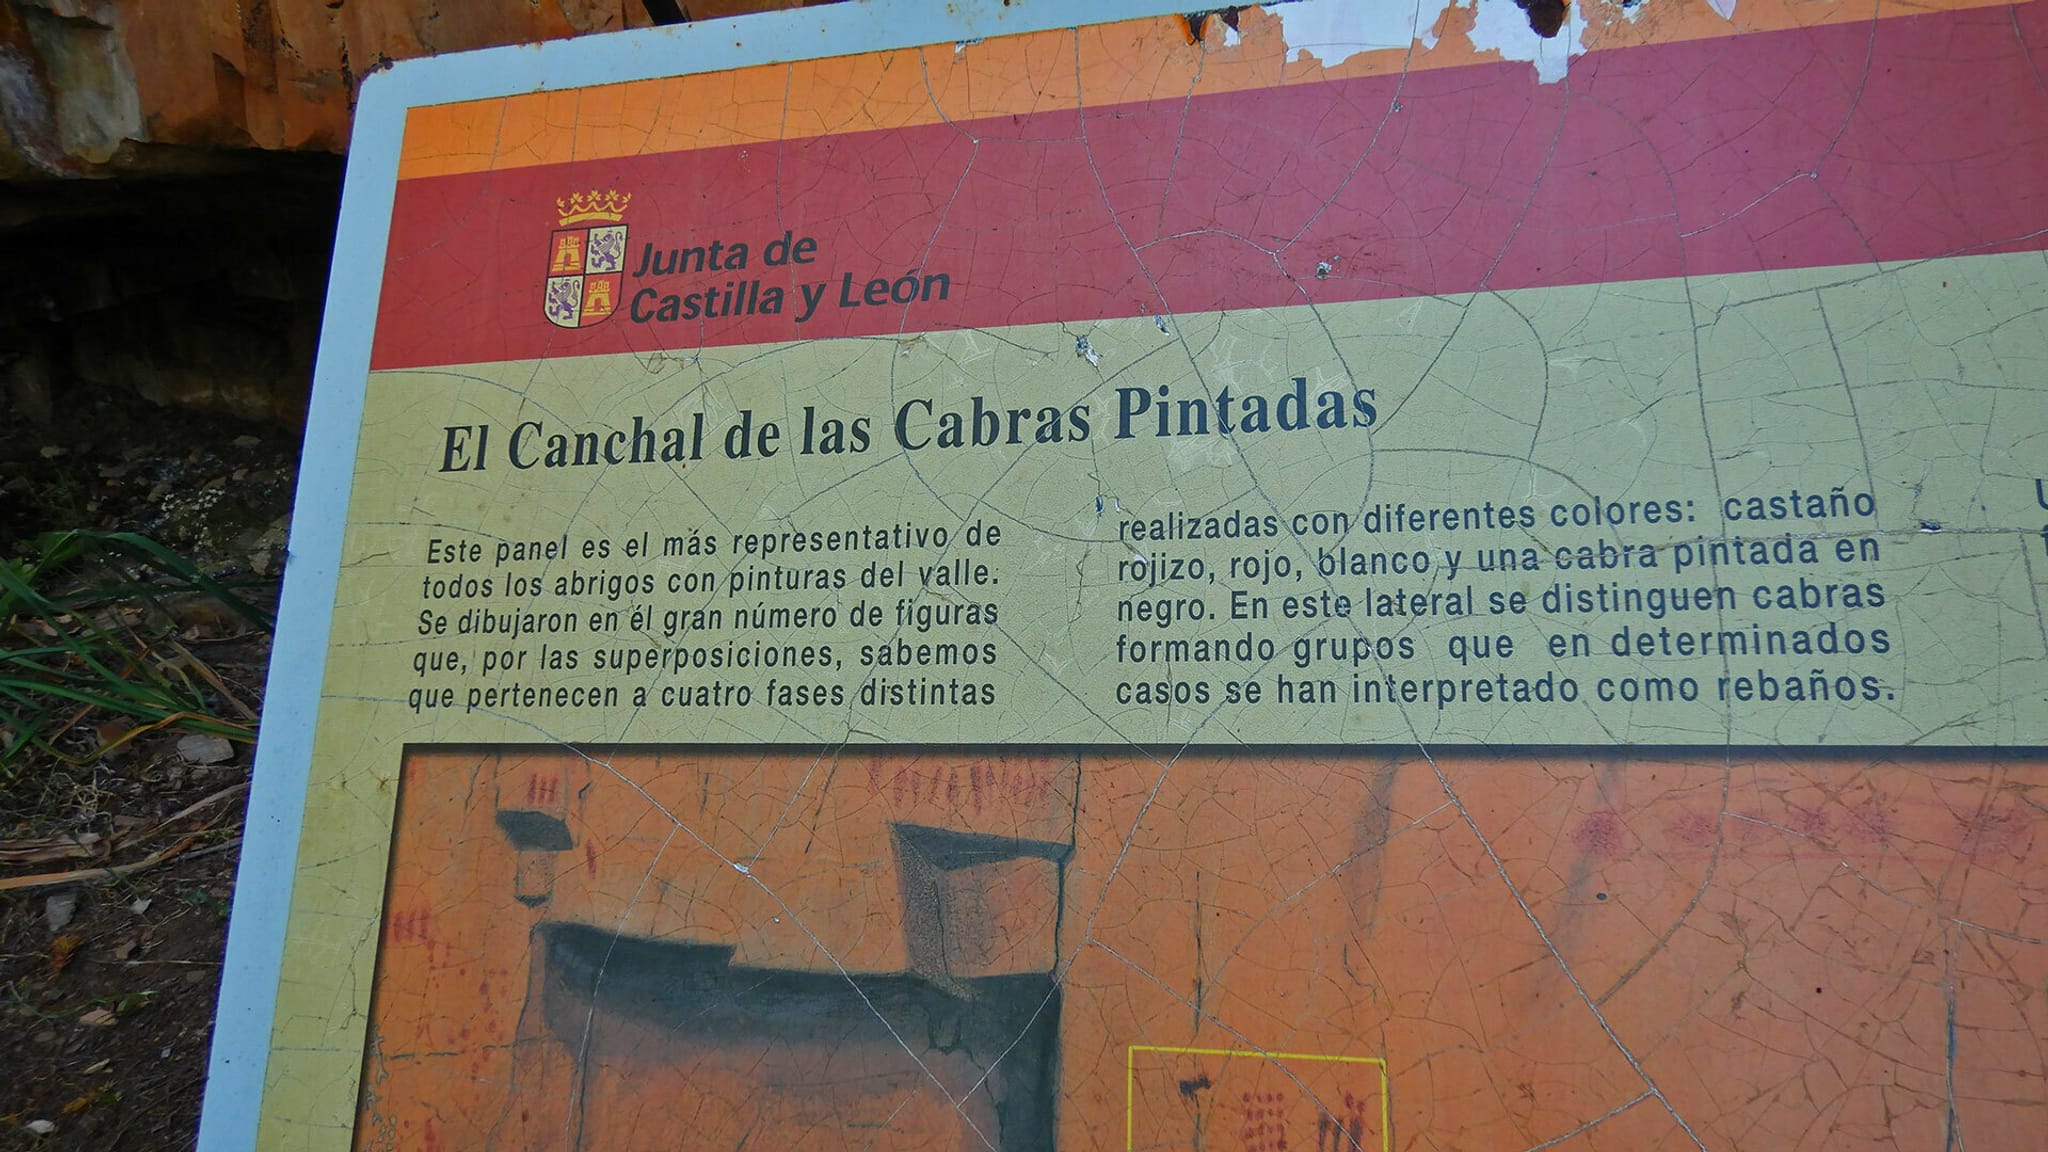 Junta de
Castilla y León
El Canchal de las Cabras Pintadas
Este panel es el más representativo de
todos los abrigos con pinturas del valle.
Se dibujaron en él gran número de figuras
que, por las superposiciones, sabemos
que pertenecen a cuatro fases distintas
realizadas con diferentes colores: castaño
rojizo, rojo, blanco y una cabra pintada en
negro. En este lateral se distinguen cabras
formando grupos que en determinados
casos se han interpretado como rebaños.